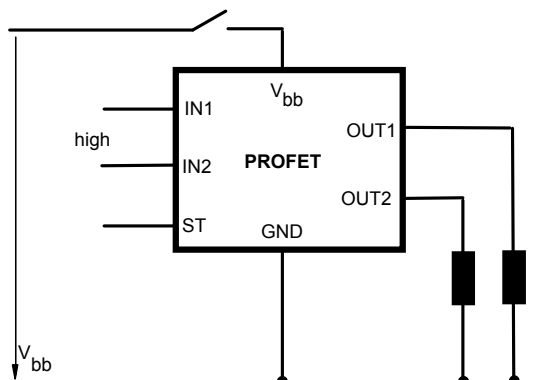 Vbb
IN1
OUT1
high
IN2
PROFET
OUT2
ST
GND
Vbb